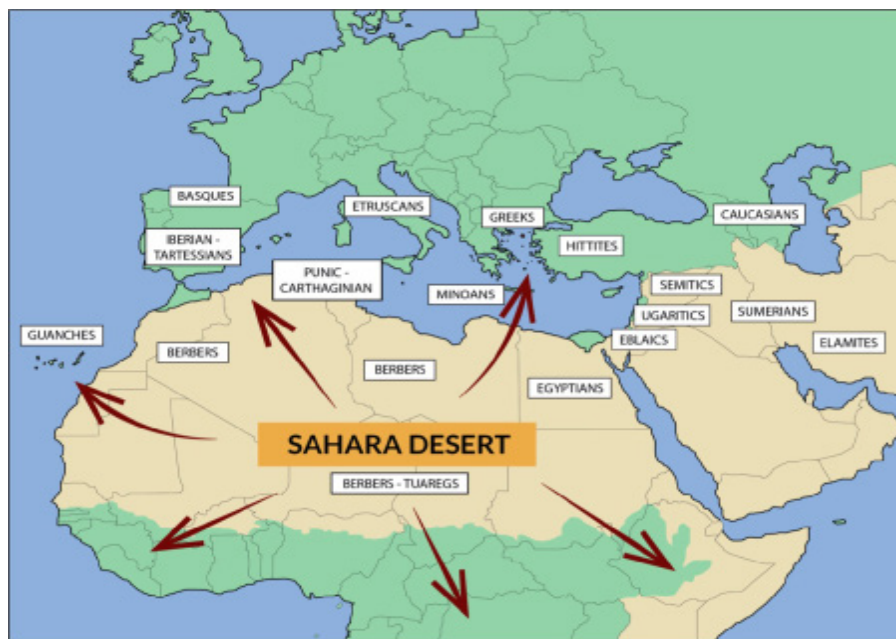 BASQUES
ETRUSCANS
GREEKS
CAUCASIANS
IBERIAN -
TARTESSIANS
HITTITES
PUNIC -
CARTHAGINIAN
MINOANS
SEMITICS
UGARITICS
SUMERIANS
GUANCHES
BERBERS
EBLAICS
ELAMITES
BERBERS
EGYPTIANS
SAHARA DESERT
BERBERS - TUAREGS